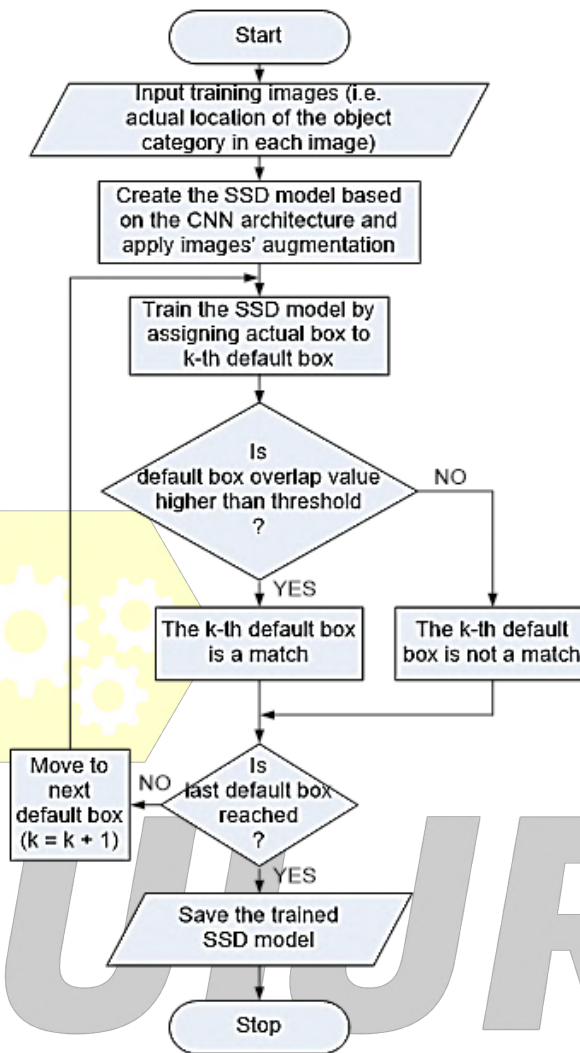 Start
Input training images (i.e.
actual location of the object
category in each image)
Create the SSD model based
on the CNN architecture and
apply images' augmentation
Train the SSD model by
assigning actual box to
k-th default box
Is
default box overlap value
higher than threshold
?
NO
YES
The k-th default box
is a match
The k-th default
box is not a match
Is
last default box
reached
?
NO
Move to
next
default box
(k = k + 1)
YES
Save the trained
SSD model
Stop